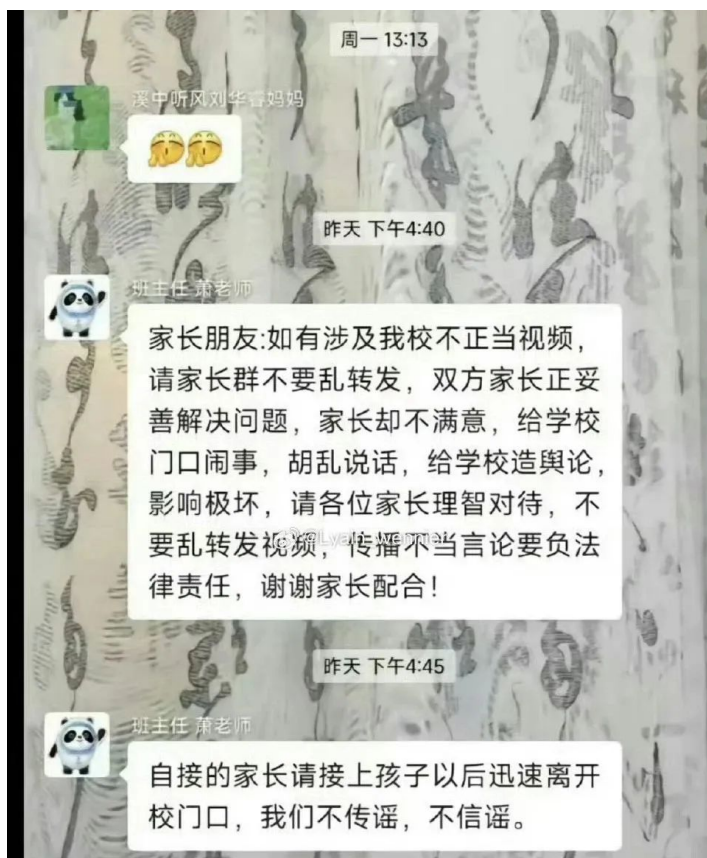 周一 13:13
溪中听风刘华睿妈妈
昨天 下午4:40
班主任 萧老师
家长朋友:如有涉及我校不正当视频，
请家长群不要乱转发，双方家长正妥
善解决问题，家长却不满意，给学校
门口闹事，胡乱说话，给学校造舆论，
影响极坏，请各位家长理智对待，不
要乱转发视频，传播不当言论要负法
律责任，谢谢家长配合！
昨天 下午4:45
班主任 萧老师
自接的家长请接上孩子以后迅速离开
校门口，我们不传谣，不信谣。